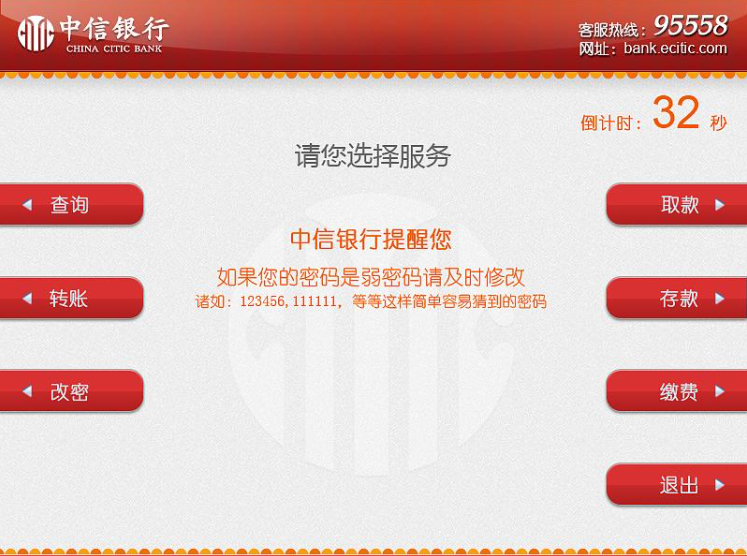 中信银行
CHINA CITIC BANK
客服热线：95558
网址：bank.ecitic.com
倒计时：32 秒
请您选择服务
查询
取款
中信银行提醒您
如果您的密码是弱密码请及时修改
诸如：123456,111111，等等这样简单容易猜到的密码
转账
存款
改密
缴费
退出